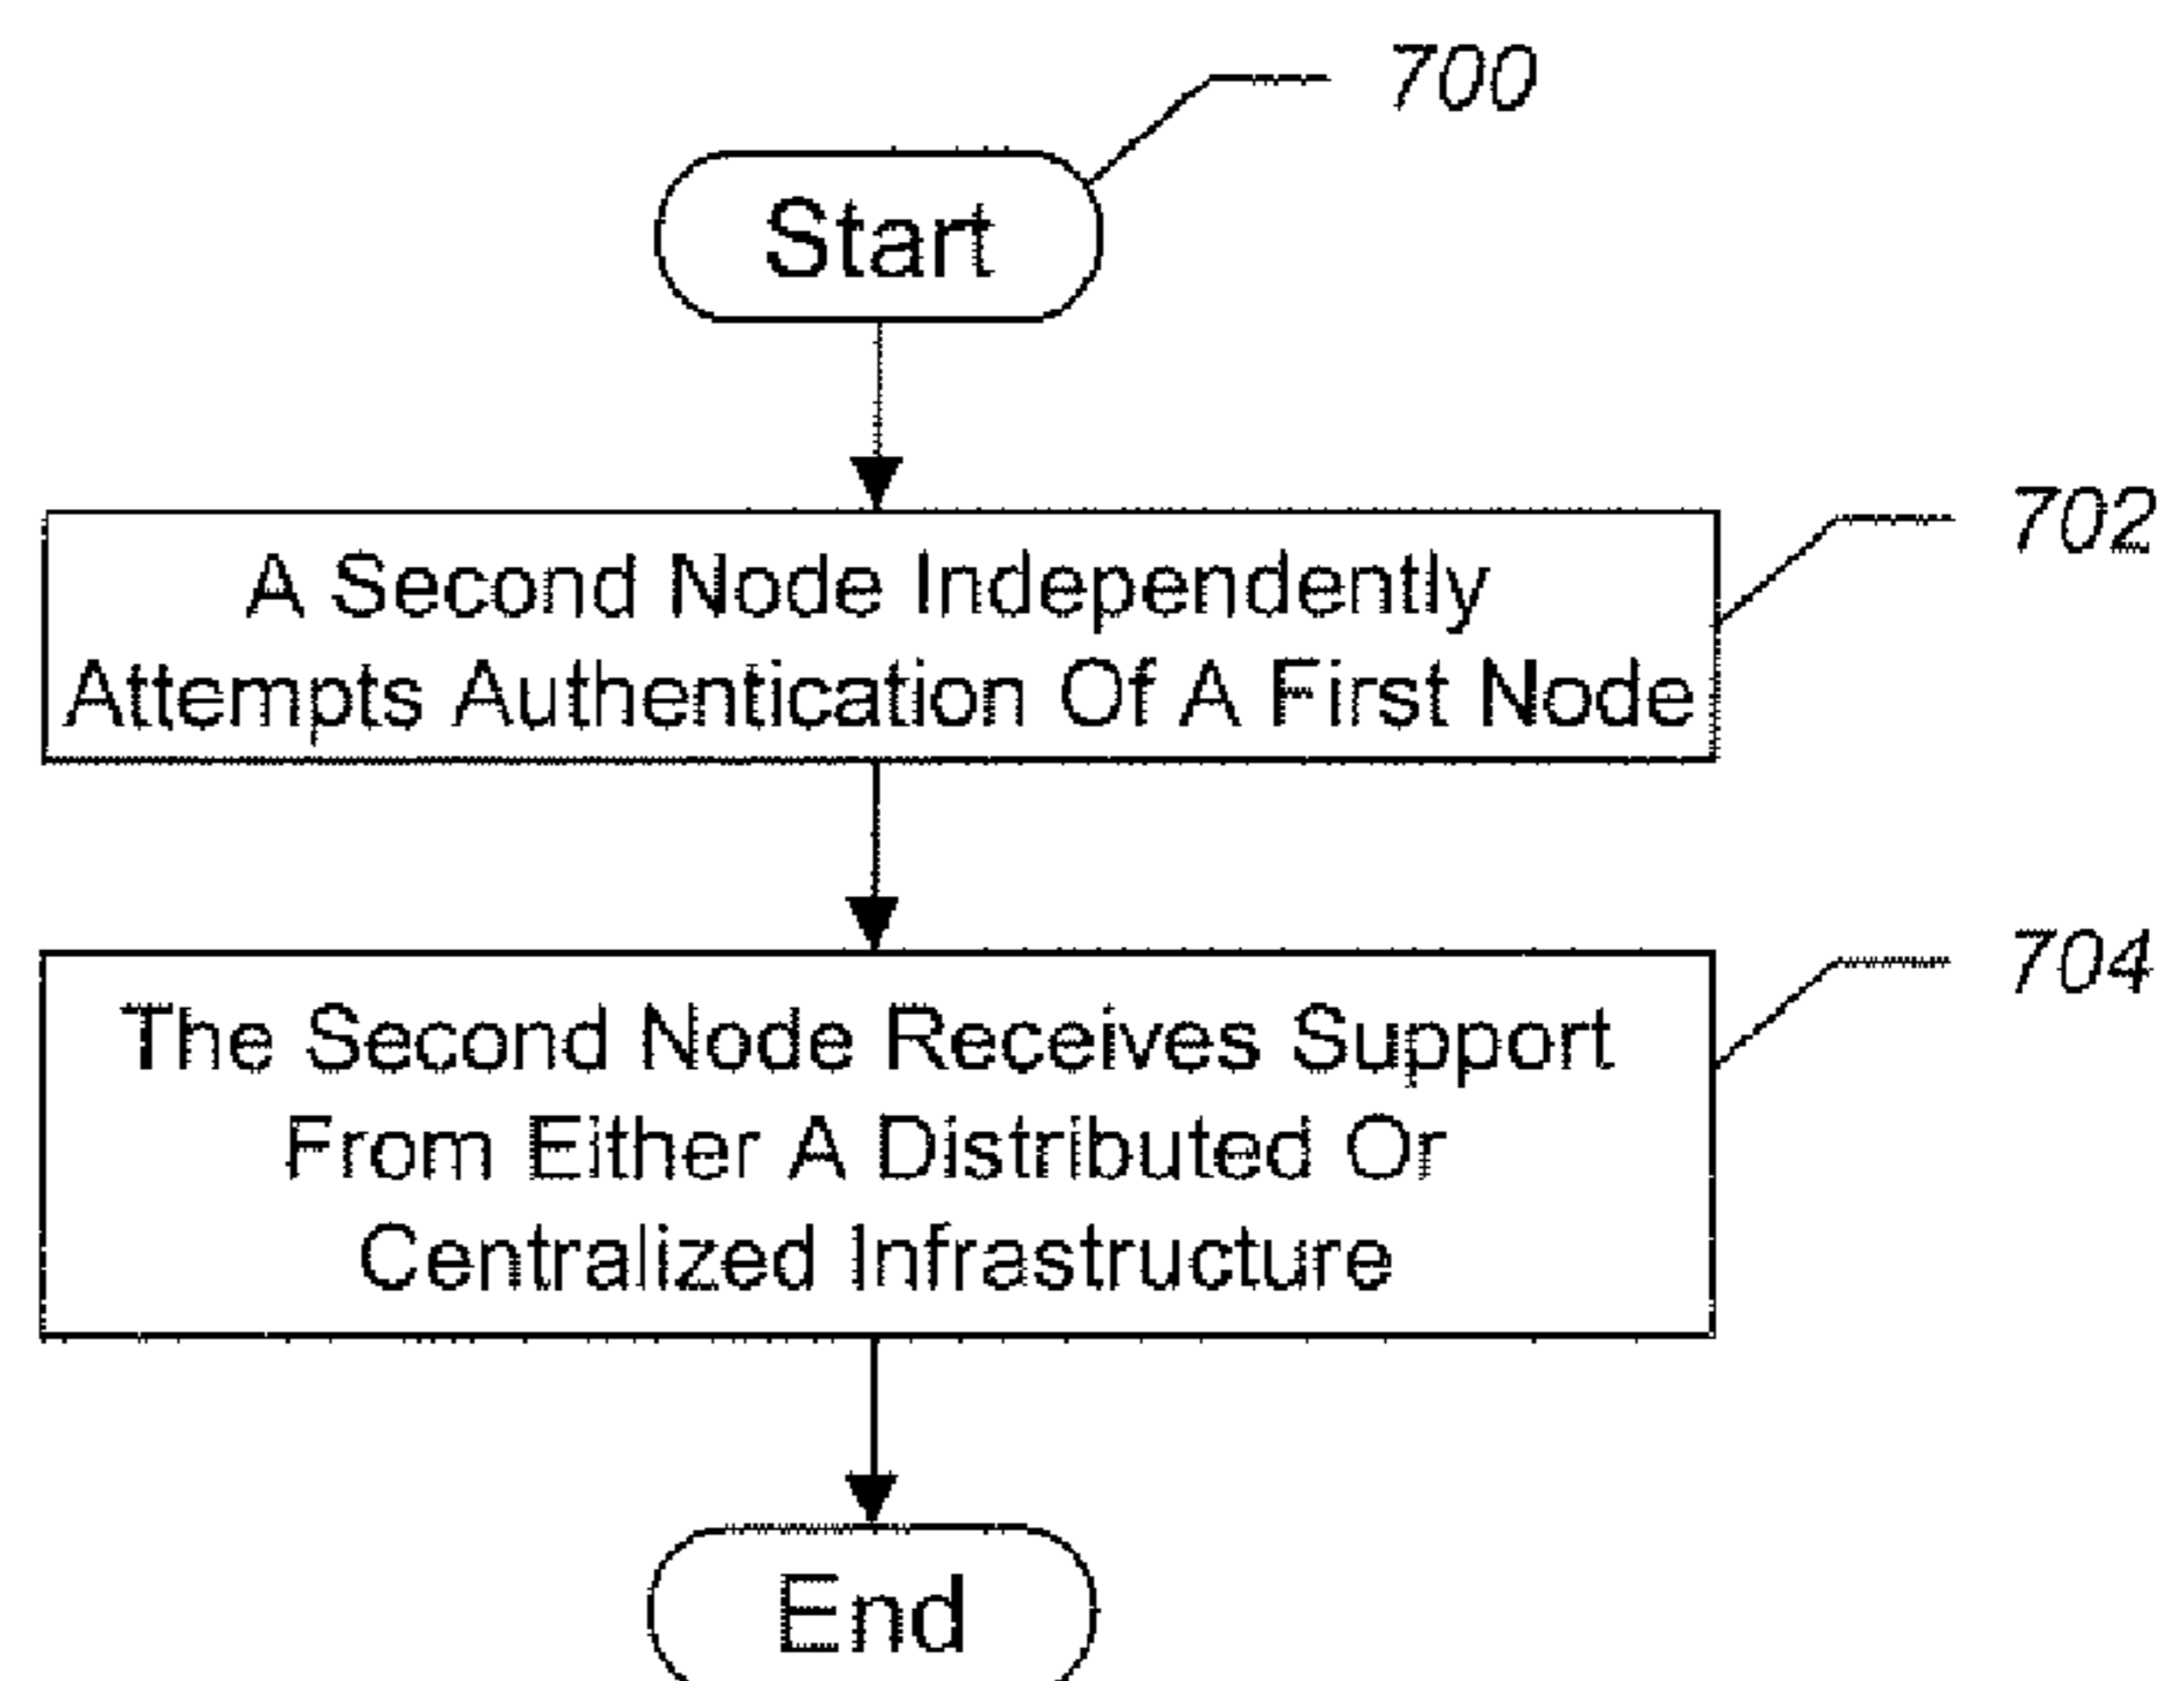 700
Start
702
A Second Node Independently
Attempts Authentication Of A First Node
704
The Second Node Receives Support
From Either A Distributed Or
Centralized Infrastructure
End